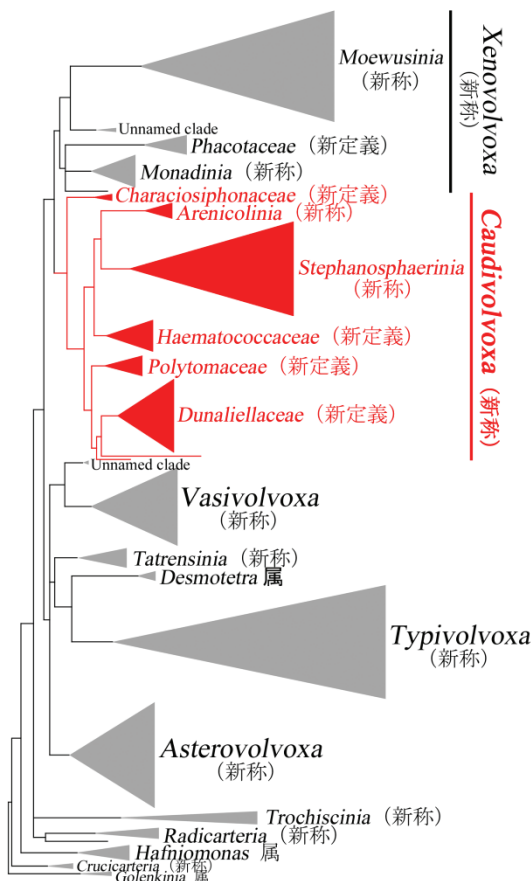 Xenovolvoxa
（新称）
Moewusinia
（新称）
Unnamed clade
Phacotaceae（新定義）
Monadinia（新称）
Characiosiphonaceae（新定義）
Arenicolinia（新称）
Caudivolvoxa（新称）
Stephanosphaerinia
（新称）
Haematococcaceae（新定義）
Polytomaceae（新定義）
Dunaliellaceae（新定義）
Unnamed clade
Vasivolvoxa
（新称）
Tatrensinia（新称）
Desmotetra 属
Typivolvoxa
（新称）
Asterovolvoxa
（新称）
Trochiscinia（新称）
Radicarteria（新称）
Hafniomonas 属
Crucicarteria（新称）
Golenkinia 属